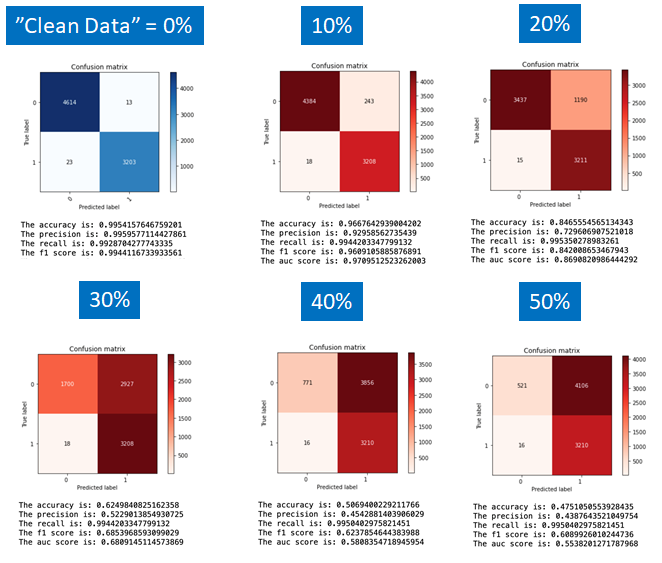 ”Clean Data” = 0%
10%
20%
Confusion matrix
4614 13
23 3203
0
1
True label
0 1
Predicted label
4000
3000
2000
1000
The accuracy is: 0.9954157646759201
The precision is: 0.9959577114427861
The recall is: 0.9928704277743335
The f1 score is: 0.9944116733933561
Confusion matrix
4384 243
18 3208
0
1
True label
0 1
Predicted label
4000
3500
3000
2500
2000
1500
1000
500
The accuracy is: 0.9667642939004202
The precision is: 0.92958562735439
The recall is: 0.9944203347799132
The f1 score is: 0.9609105885876891
The auc score is: 0.9709512523262003
Confusion matrix
3437 1190
15 3211
0
1
True label
0 1
Predicted label
3000
2500
2000
1500
1000
500
The accuracy is: 0.8465554565134343
The precision is: 0.729606907521018
The recall is: 0.995350278983261
The f1 score is: 0.842008653467943
The auc score is: 0.8690820986444292
30%
40%
50%
Confusion matrix
1700 2927
18 3208
0
1
True label
0 1
Predicted label
3000
2500
2000
1500
1000
500
The accuracy is: 0.6249840825162358
The precision is: 0.5229013854930725
The recall is: 0.9944203347799132
The f1 score is: 0.6853968593099029
The auc score is: 0.6809145114573869
Confusion matrix
771 3856
16 3210
0
1
True label
0 1
Predicted label
3500
3000
2500
2000
1500
1000
500
The accuracy is: 0.5069400229211766
The precision is: 0.4542881403906029
The recall is: 0.9950402975821451
The f1 score is: 0.6237854644383988
The auc score is: 0.5808354718945954
Confusion matrix
521 4106
16 3210
0
1
True label
0 1
Predicted label
4000
3500
3000
2500
2000
1500
1000
500
The accuracy is: 0.4751050553928435
The precision is: 0.4387643521049754
The recall is: 0.9950402975821451
The f1 score is: 0.6089926010244736
The auc score is: 0.5538201271787968